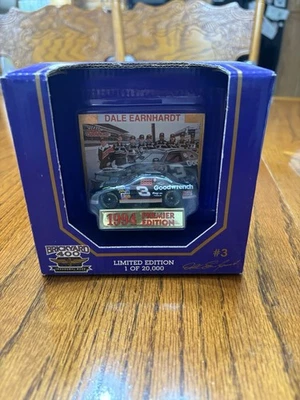 DALE EARNHARDT
3
Goodwrench
1994 PREMIER
EDITION
BRICKYARD
400
LIMITED EDITION
1 OF 20,000
#3